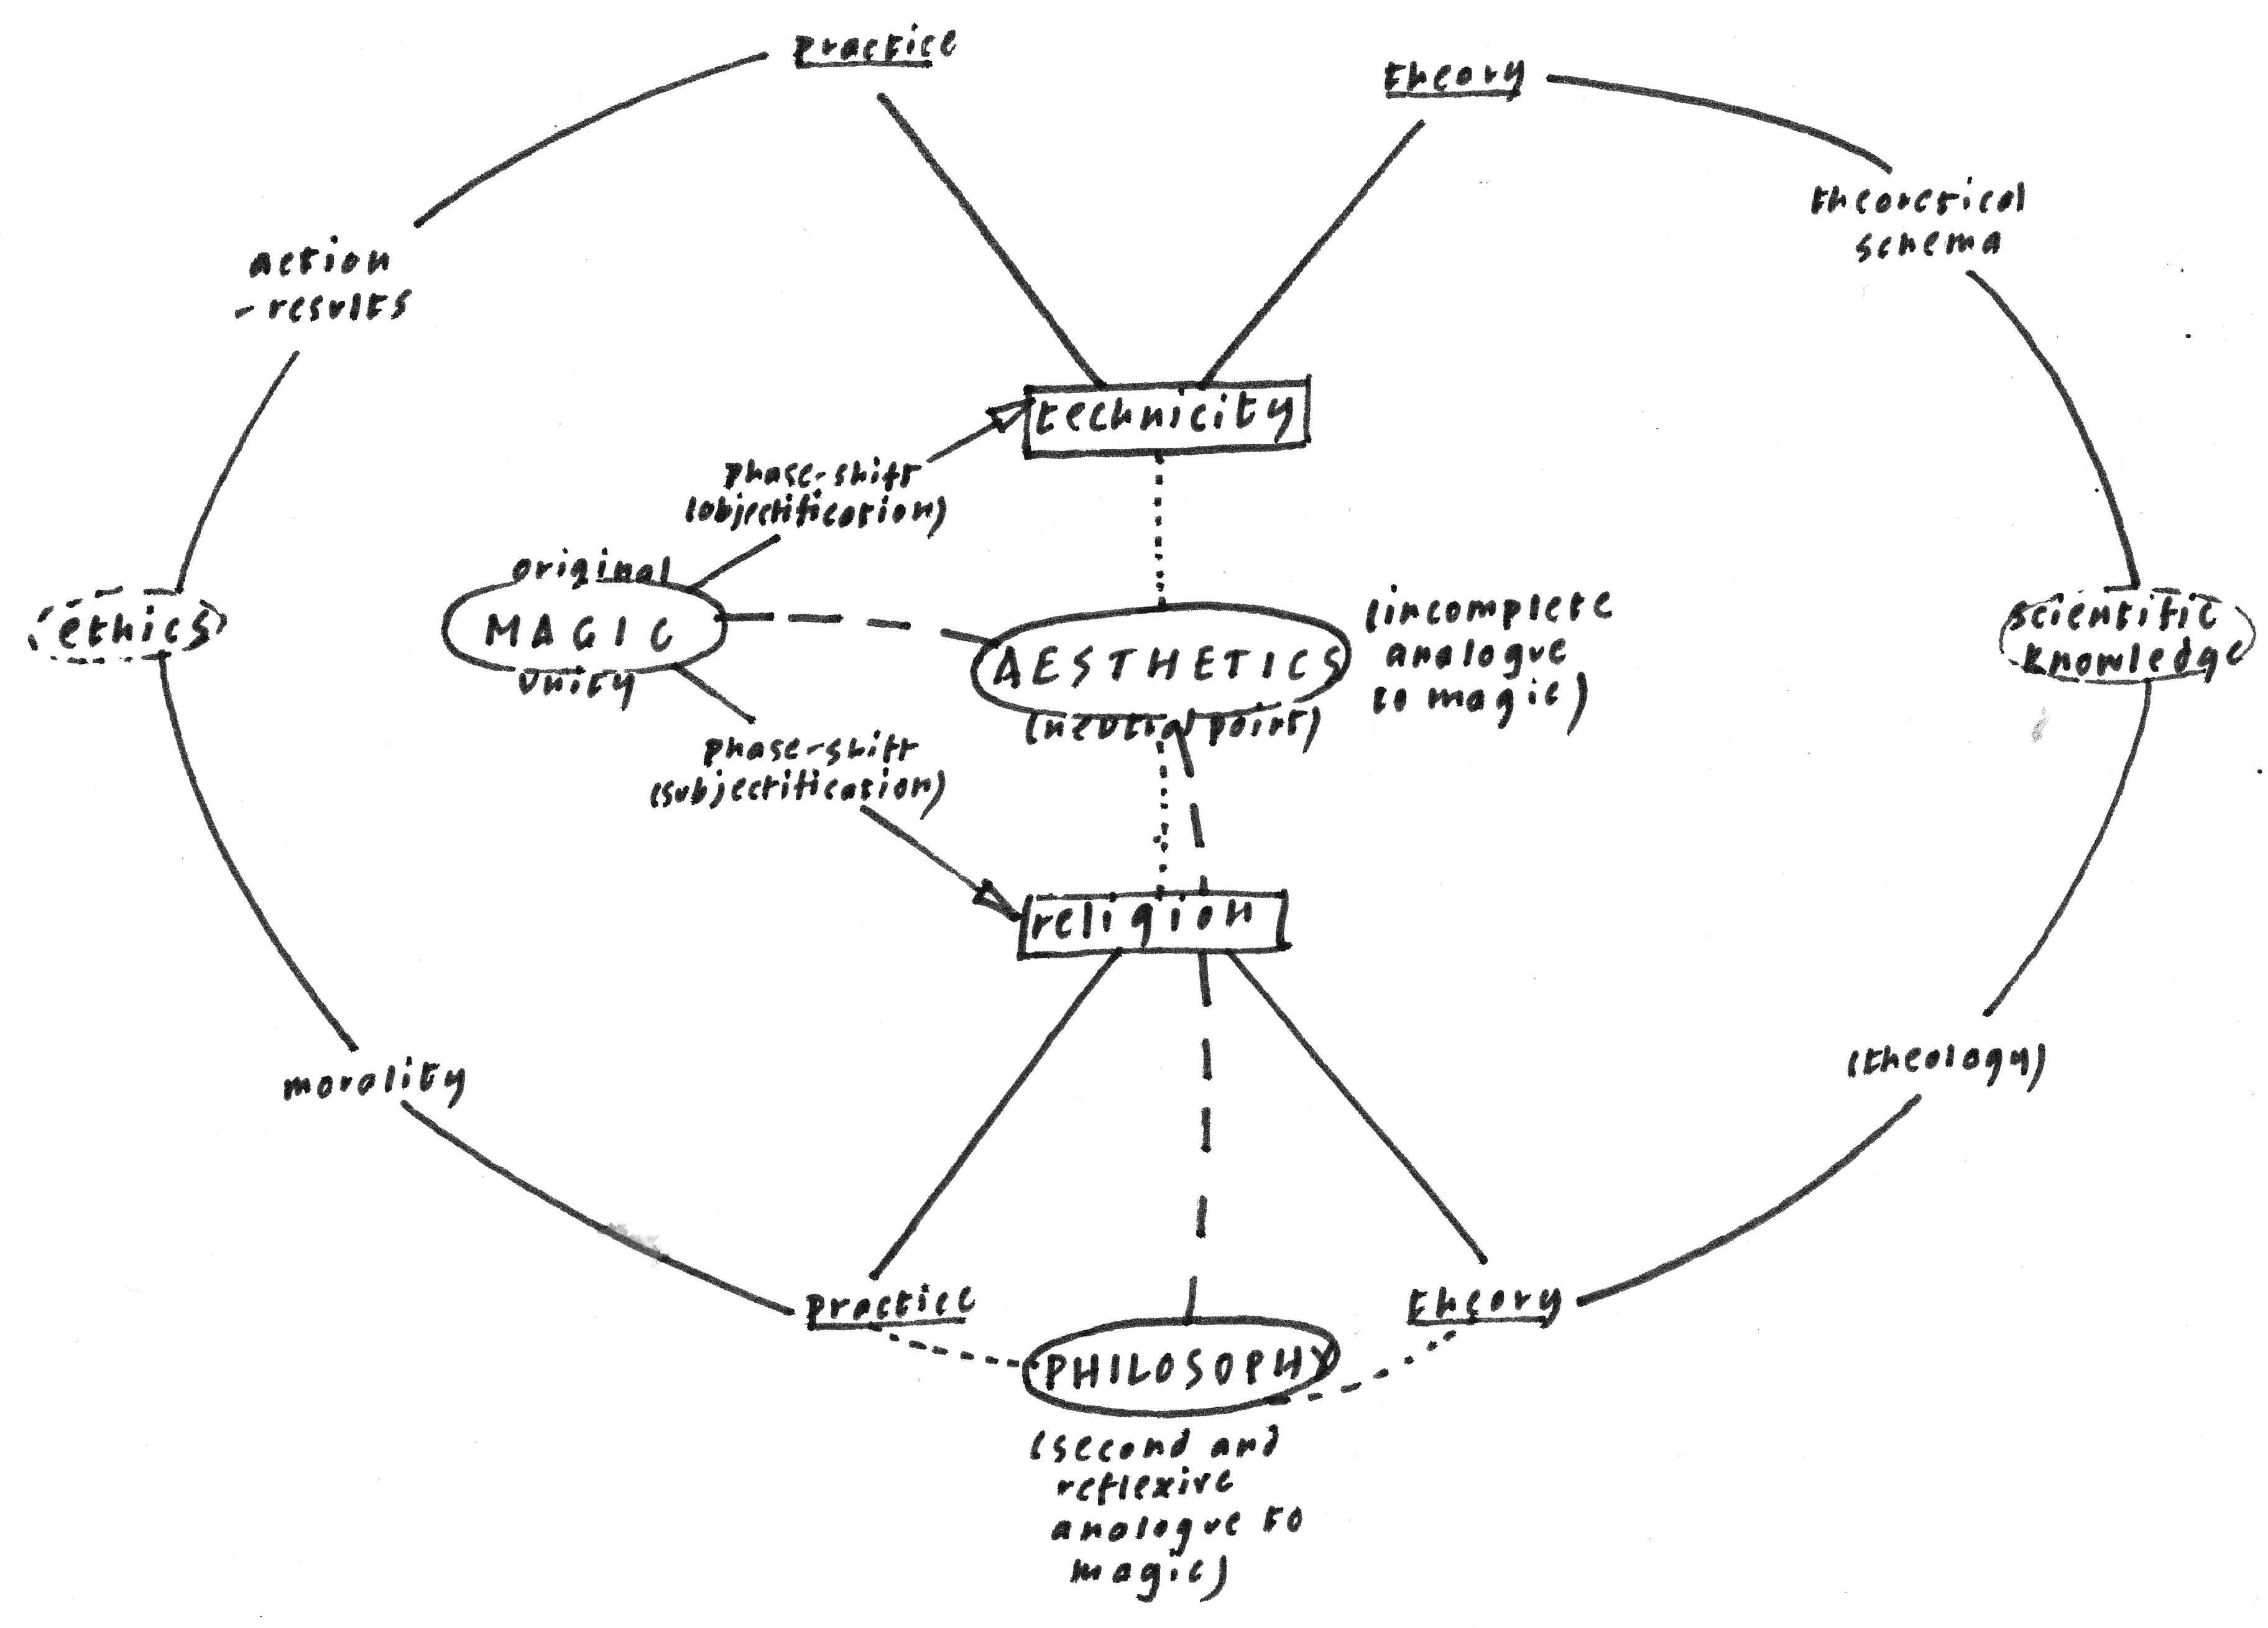 practice
theory
theoretical
schema
action
-results
technicity
phase-shift
(objectification)
original
MAGIC
unity
ethics
AESTHETICS
(neutral point)
(incomplete
analogue
to magic)
scientific
knowledge
phase-shift
(subjectification)
religion
morality
(theology)
practice
theory
PHILOSOPHY
(second and
reflexive
analogue to
magic)